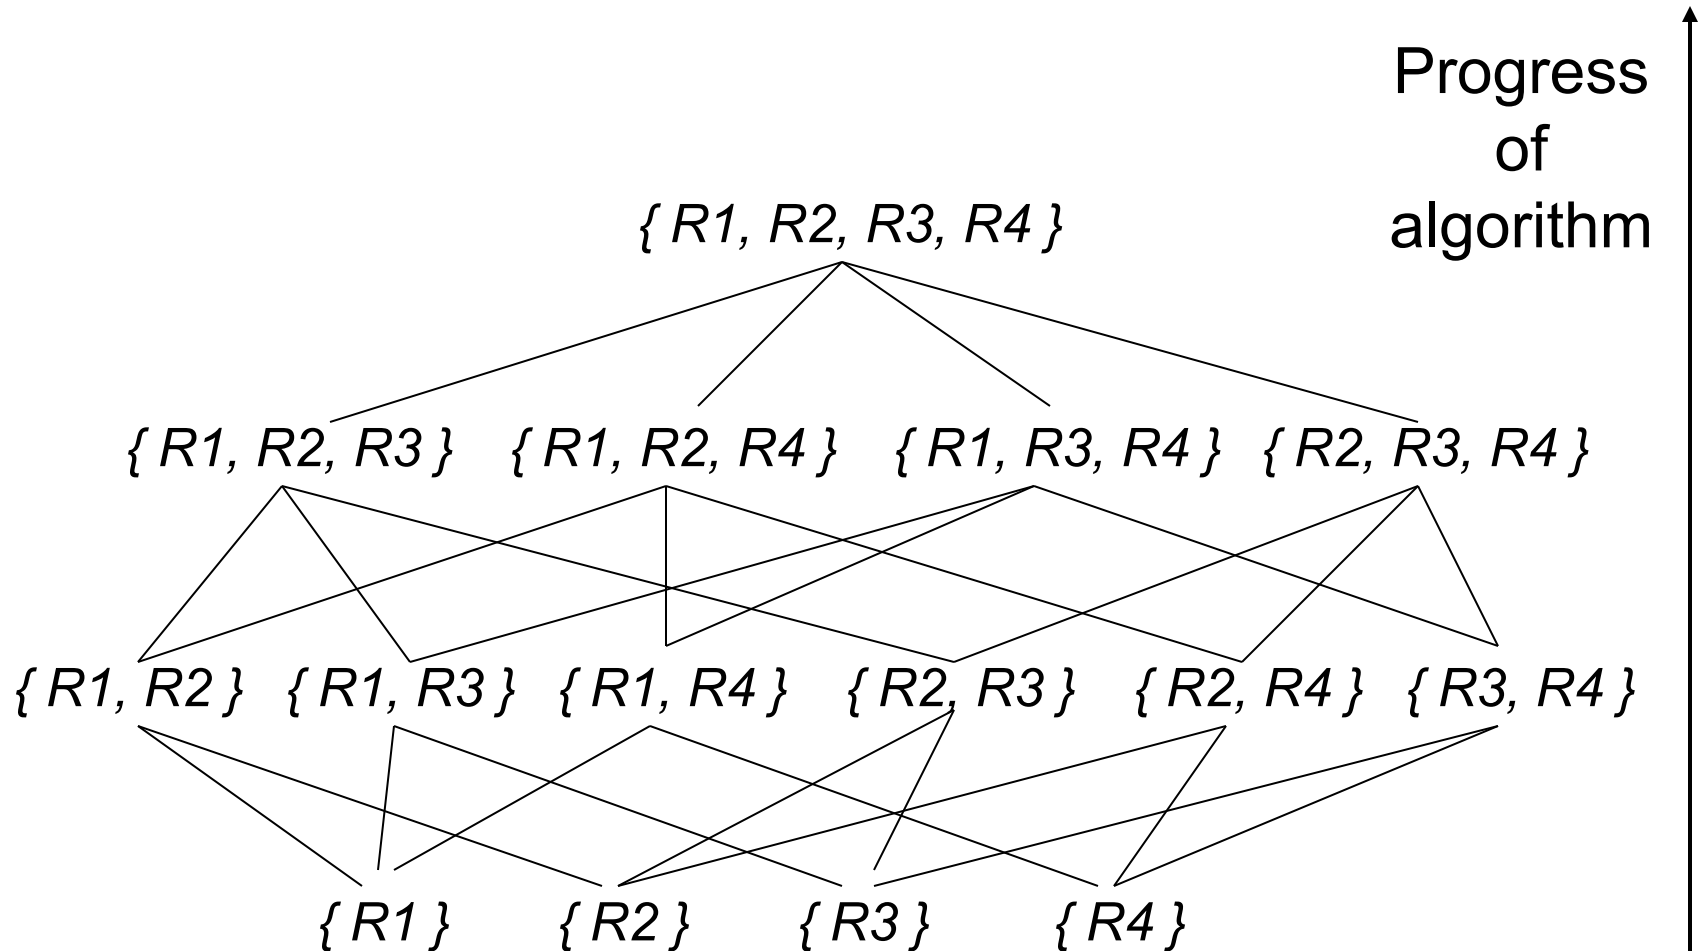 Progress
of
algorithm
{ R1, R2, R3, R4 }
{ R1, R2, R3 } { R1, R2, R4 } { R1, R3, R4 } { R2, R3, R4 }
{ R1, R2 } { R1, R3 } { R1, R4 } { R2, R3 } { R2, R4 } { R3, R4 }
{ R1 } { R2 } { R3 } { R4 }